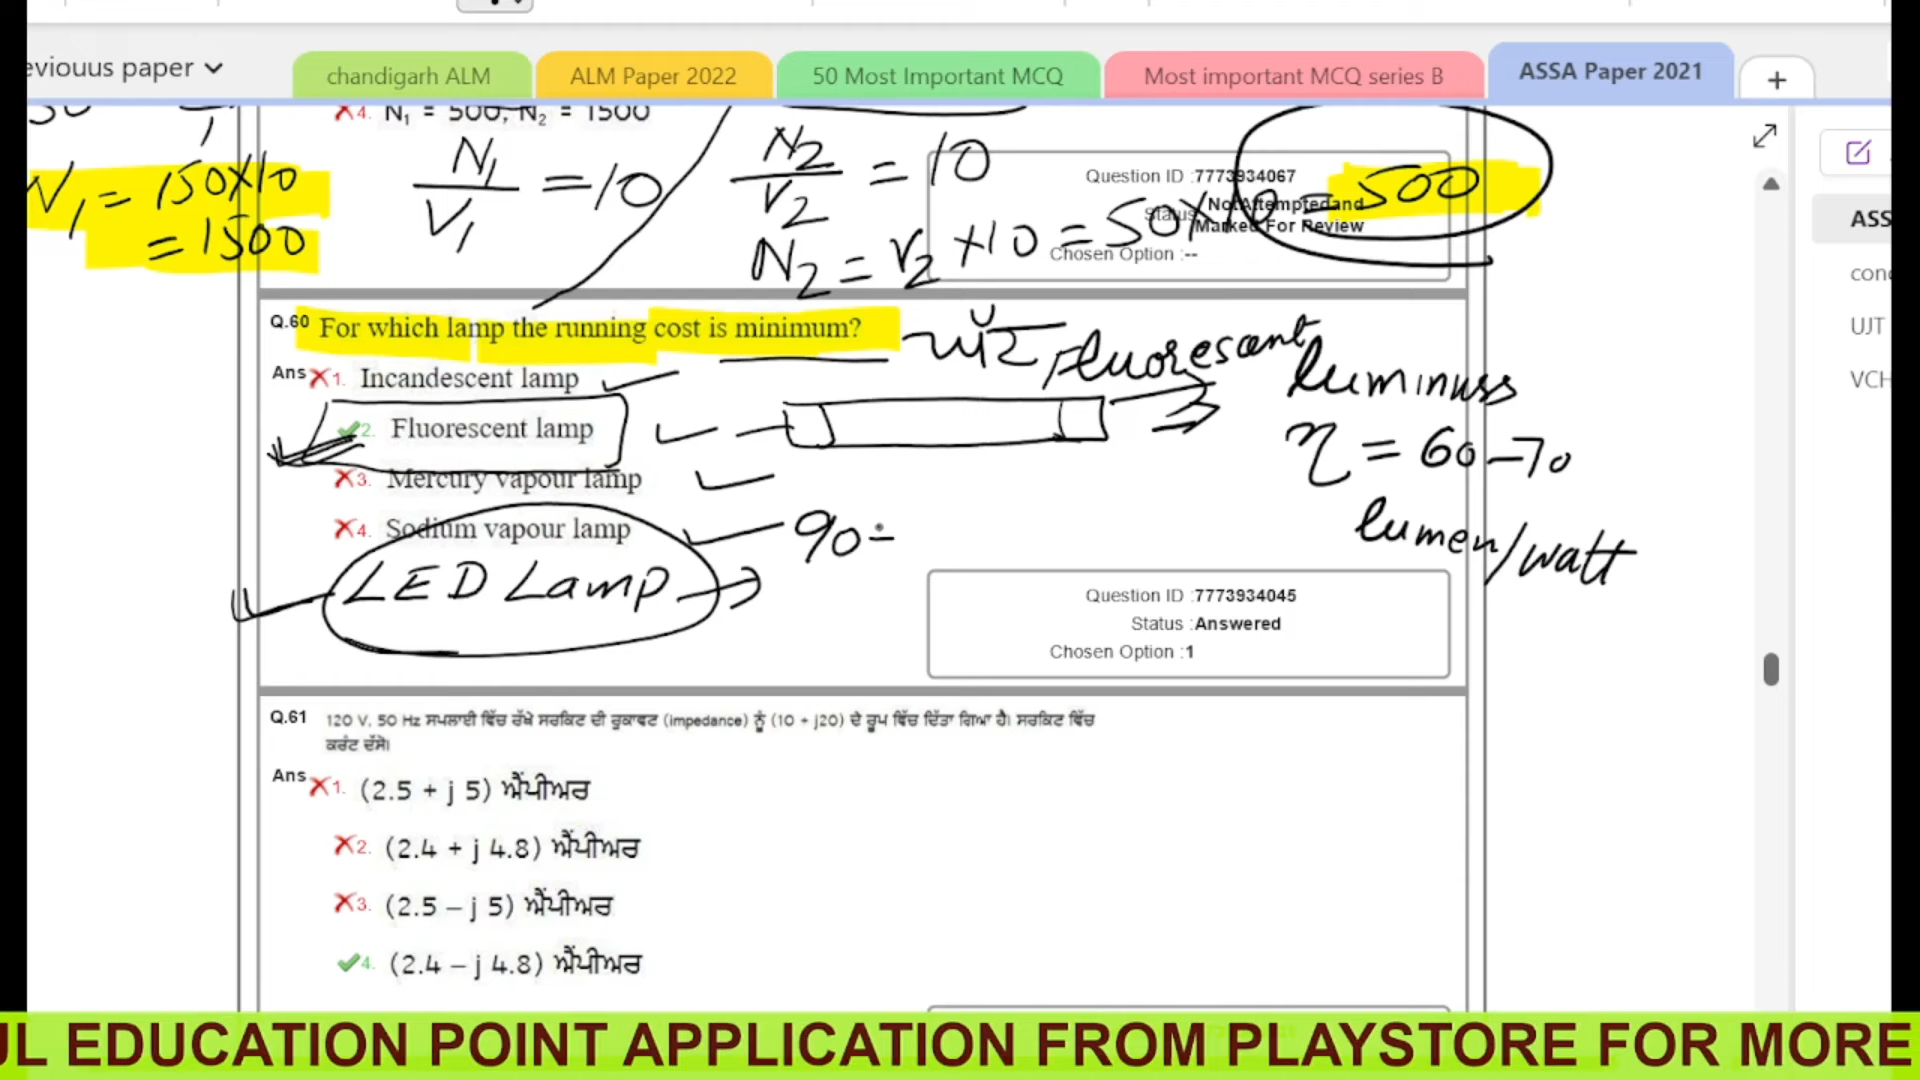 eviouus paper
chandigarh ALM
ALM Paper 2022
50 Most Important MCQ
Most important MCQ series B
ASSA Paper 2021
+
4. N₁ = 500, N₂ = 1500
V₁ = 150×10
= 1500
N₁/V₁ = 10
N₂/V₂ = 10
N₂ = V₂ ×10 = 50×10 = 500
Question ID :7773934067
Status : Not Attempted and Marked For Review
Chosen Option :--
ASS
conc
UJT
VCH
Q.60 For which lamp the running cost is minimum?
ਘੱਟ
Ans 1. Incandescent lamp
2. Fluorescent lamp
3. Mercury vapour lamp
4. Sodium vapour lamp
Fluoresant
luminuss
η = 60-70
lumen/watt
90-
LED Lamp
Question ID :7773934045
Status :Answered
Chosen Option :1
Q.61 120 V, 50 Hz ਸਪਲਾਈ ਵਿੱਚ ਰੱਖੇ ਸਰਕਿਟ ਦੀ ਰੁਕਾਵਟ (impedance) ਨੂੰ (10 + j20) ਦੇ ਰੂਪ ਵਿੱਚ ਦਿੱਤਾ ਗਿਆ ਹੈ। ਸਰਕਿਟ ਵਿੱਚ
ਕਰੰਟ ਦੱਸੋ।
Ans 1. (2.5 + j 5) ਐਂਪੀਅਰ
2. (2.4 + j 4.8) ਐਂਪੀਅਰ
3. (2.5 – j 5) ਐਂਪੀਅਰ
4. (2.4 – j 4.8) ਐਂਪੀਅਰ
UL EDUCATION POINT APPLICATION FROM PLAYSTORE FOR MORE